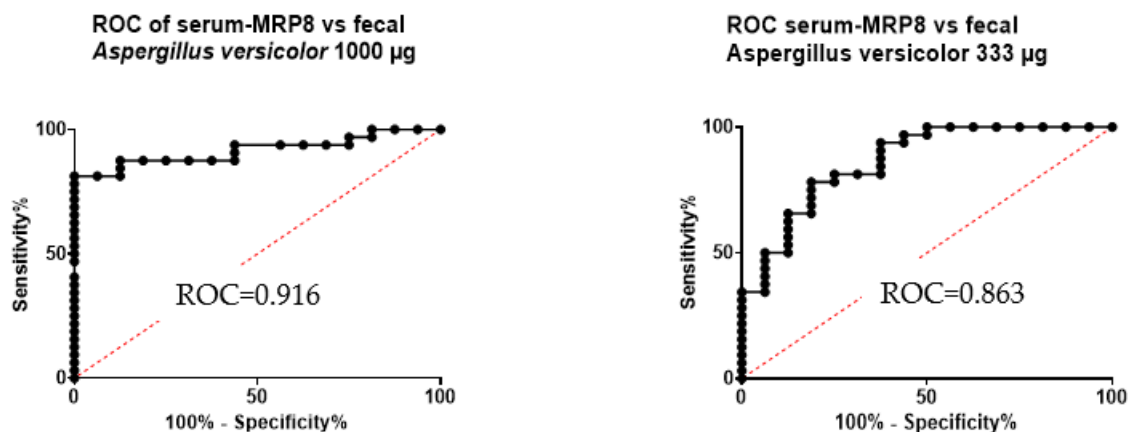 ROC of serum-MRP8 vs fecal
Aspergillus versicolor 1000 µg
100
50
0
Sensitivity%
ROC=0.916
0
50
100
100% - Specificity%
ROC serum-MRP8 vs fecal
Aspergillus versicolor 333 µg
100
50
0
Sensitivity%
ROC=0.863
0
50
100
100% - Specificity%